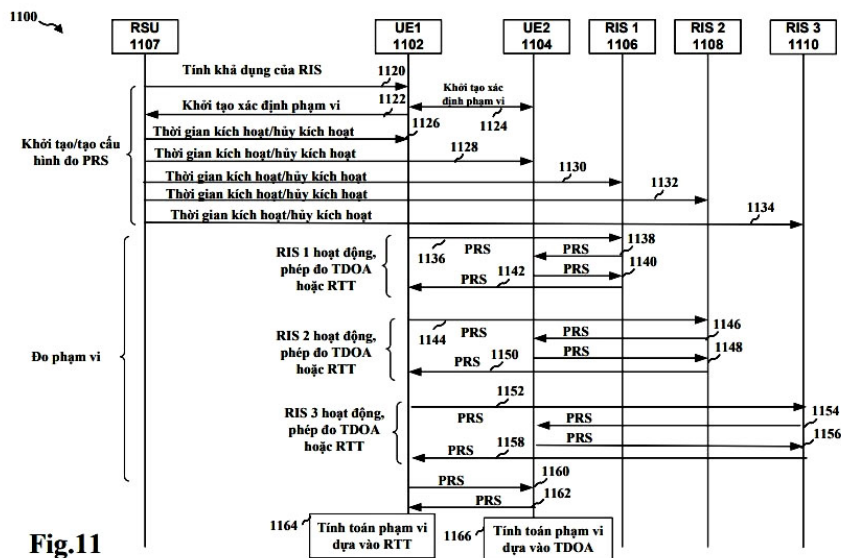 1100
RSU
1107
UE1
1102
UE2
1104
RIS 1
1106
RIS 2
1108
RIS 3
1110
Tính khả dụng của RIS
1120
Khởi tạo xác định phạm vi
1122
Khởi tạo xác định phạm vi
1124
Thời gian kích hoạt/hủy kích hoạt
1126
Khởi tạo/tạo cấu hình đo PRS
Thời gian kích hoạt/hủy kích hoạt
1128
Thời gian kích hoạt/hủy kích hoạt
1130
Thời gian kích hoạt/hủy kích hoạt
1132
Thời gian kích hoạt/hủy kích hoạt
1134
Đo phạm vi
RIS 1 hoạt động,
phép đo TDOA
hoặc RTT
1136
PRS
PRS
1138
PRS
1140
1142
PRS
RIS 2 hoạt động,
phép đo TDOA
hoặc RTT
1144
PRS
PRS
1146
PRS
1148
1150
PRS
RIS 3 hoạt động,
phép đo TDOA
hoặc RTT
1152
PRS
PRS
1154
PRS
1156
1158
PRS
PRS
1160
PRS
1162
1164
Tính toán phạm vi
dựa vào RTT
1166
Tính toán phạm vi
dựa vào TDOA
Fig.11